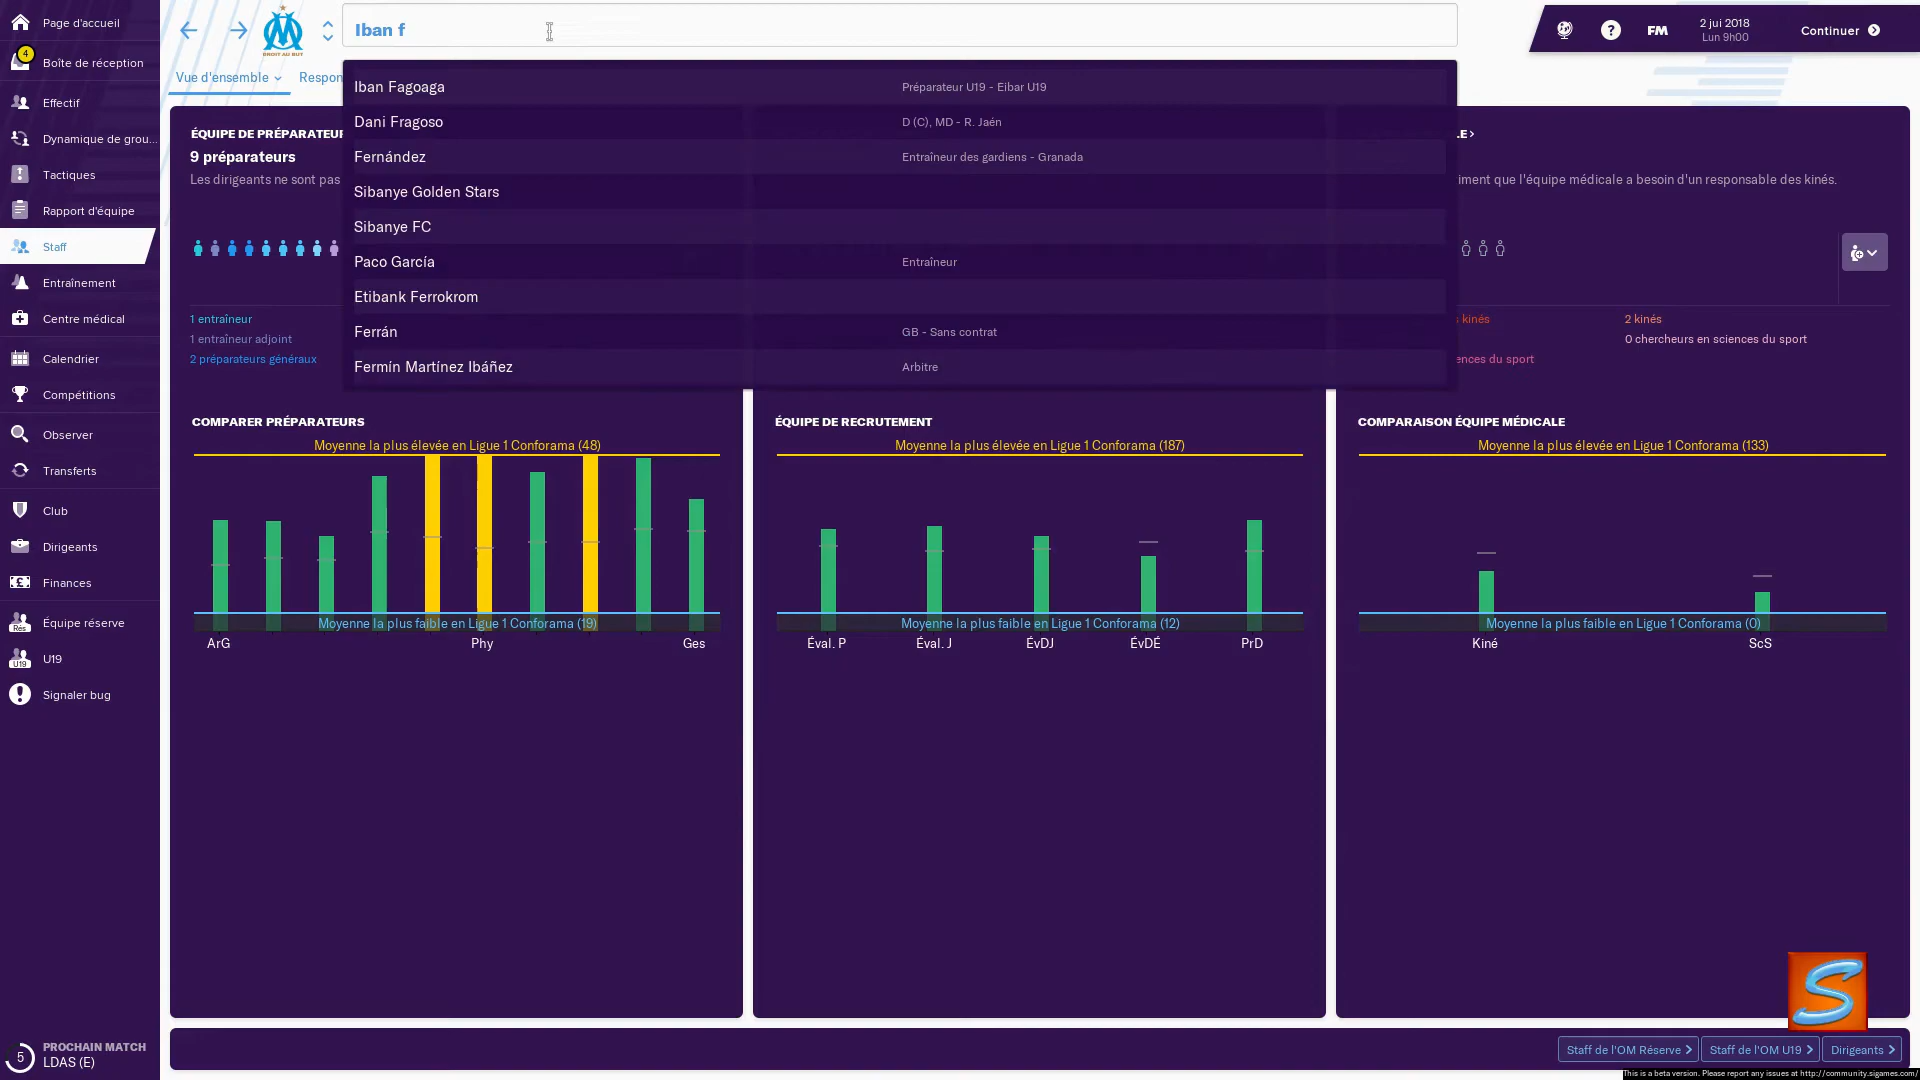 Page d'accueil
4
Boîte de réception
Effectif
Dynamique de grou...
Tactiques
Rapport d'équipe
Staff
Entraînement
Centre médical
Calendrier
Compétitions
Observer
Transferts
Club
Dirigeants
Finances
Rés
Équipe réserve
U19
U19
Signaler bug
5
PROCHAIN MATCH
LDAS (E)
DROIT AU BUT
Iban f
?
FM
2 jui 2018
Lun 9h00
Continuer
Vue d'ensemble
Respon
Iban Fagoaga Préparateur U19 - Eibar U19
Dani Fragoso D (C), MD - R. Jaén
Fernández Entraîneur des gardiens - Granada
Sibanye Golden Stars
Sibanye FC
Paco García Entraîneur
Etibank Ferrokrom
Ferrán GB - Sans contrat
Fermín Martínez Ibáñez Arbitre
ÉQUIPE DE PRÉPARATEUR
9 préparateurs
Les dirigeants ne sont pas
1 entraîneur
1 entraîneur adjoint
2 préparateurs généraux
LE >
iment que l'équipe médicale a besoin d'un responsable des kinés.
s kinés
2 kinés
0 chercheurs en sciences du sport
ences du sport
COMPARER PRÉPARATEURS
Moyenne la plus élevée en Ligue 1 Conforama (48)
Moyenne la plus faible en Ligue 1 Conforama (19)
ArG Phy Ges
ÉQUIPE DE RECRUTEMENT
Moyenne la plus élevée en Ligue 1 Conforama (187)
Moyenne la plus faible en Ligue 1 Conforama (12)
Éval. P Éval. J EvDJ EvDÉ PrD
COMPARAISON ÉQUIPE MÉDICALE
Moyenne la plus élevée en Ligue 1 Conforama (133)
Moyenne la plus faible en Ligue 1 Conforama (0)
Kiné ScS
S
Staff de l'OM Réserve >
Staff de l'OM U19 >
Dirigeants >
This is a beta version. Please report any issues at http://community.sigames.com/